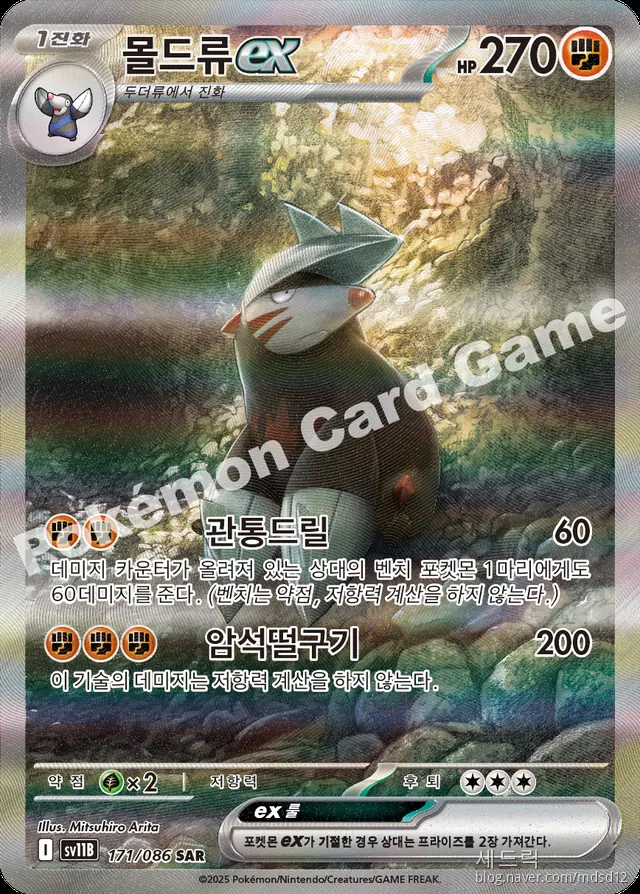 1진화
몰드류 ex HP 270
두더류에서 진화
Pokémon Card Game
관통드릴 60
데미지 카운터가 올려져 있는 상대의 벤치 포켓몬 1마리에게도
60데미지를 준다. (벤치는 약점, 저항력 계산을 하지 않는다.)
암석떨구기 200
이 기술의 데미지는 저항력 계산을 하지 않는다.
약점 ×2 저항력 후퇴
Illus. Mitsuhiro Arita
ex 룰
포켓몬 ex가 기절한 경우 상대는 프라이즈를 2장 가져간다.
I sv11B 171/086 SAR
세드릭
blog.naver.com/mdsd12
©2025 Pokémon/Nintendo/Creatures/GAME FREAK.